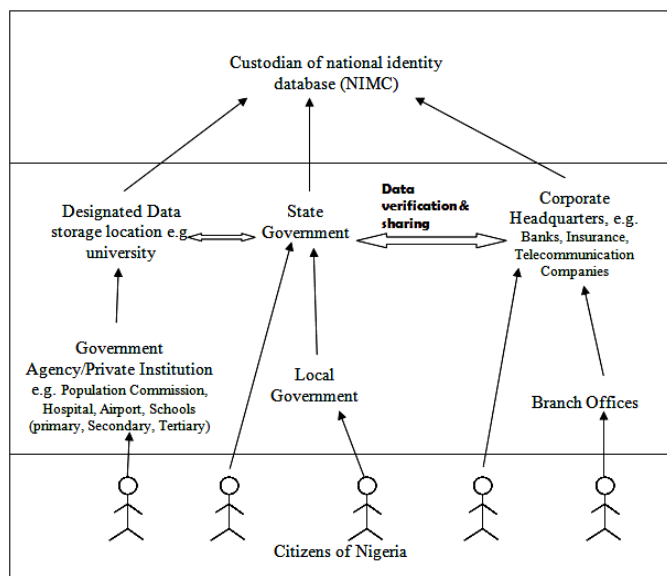 Custodian of national identity
database (NIMC)
Designated Data
storage location e.g.
university
State
Government
Data
verification &
sharing
Corporate
Headquarters, e.g.
Banks, Insurance,
Telecommunication
Companies
Government
Agency/Private Institution
e.g. Population Commission,
Hospital, Airport, Schools
(primary, Secondary, Tertiary)
Local
Government
Branch Offices
Citizens of Nigeria